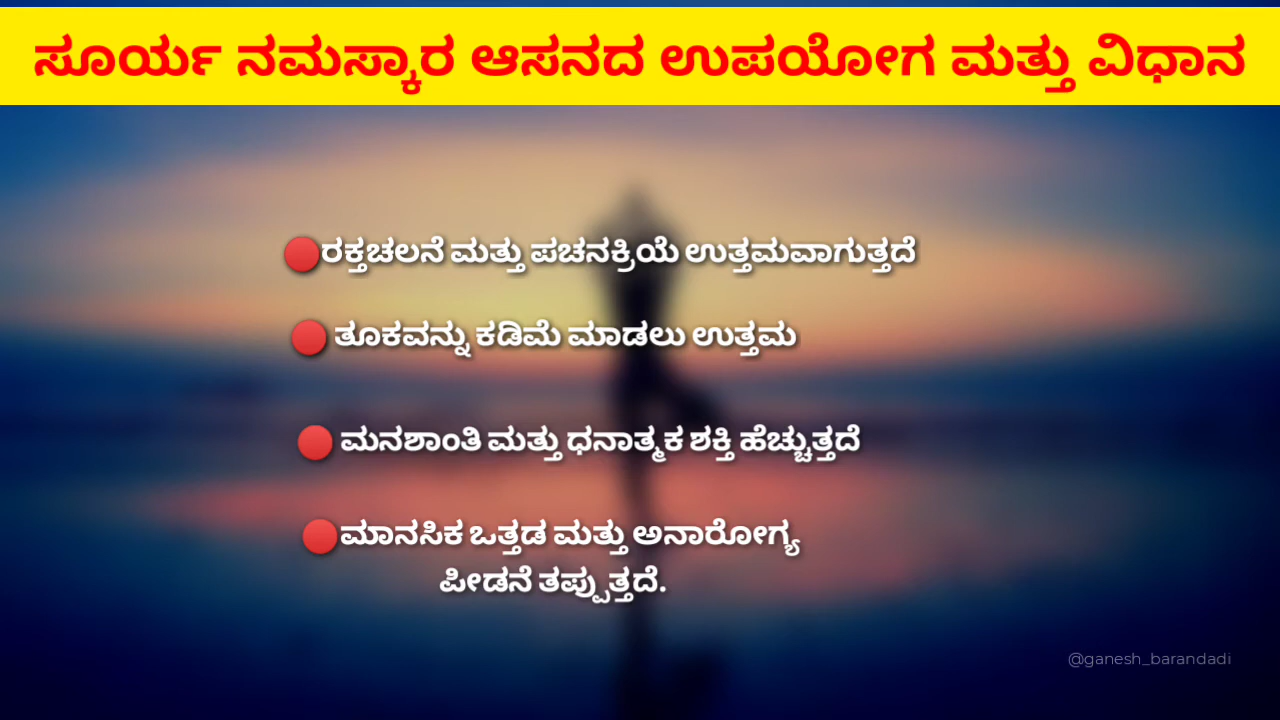 ಸೂರ್ಯ ನಮಸ್ಕಾರ ಆಸನದ ಉಪಯೋಗ ಮತ್ತು ವಿಧಾನ
🔴ರಕ್ತಚಲನೆ ಮತ್ತು ಪಚನಕ್ರಿಯೆ ಉತ್ತಮವಾಗುತ್ತದೆ
🔴 ತೂಕವನ್ನು ಕಡಿಮೆ ಮಾಡಲು ಉತ್ತಮ
🔴 ಮನಶಾಂತಿ ಮತ್ತು ಧನಾತ್ಮಕ ಶಕ್ತಿ ಹೆಚ್ಚುತ್ತದೆ
🔴ಮಾನಸಿಕ ಒತ್ತಡ ಮತ್ತು ಅನಾರೋಗ್ಯ
ಪೀಡನೆ ತಪ್ಪುತ್ತದೆ.
@ganesh_barandadi